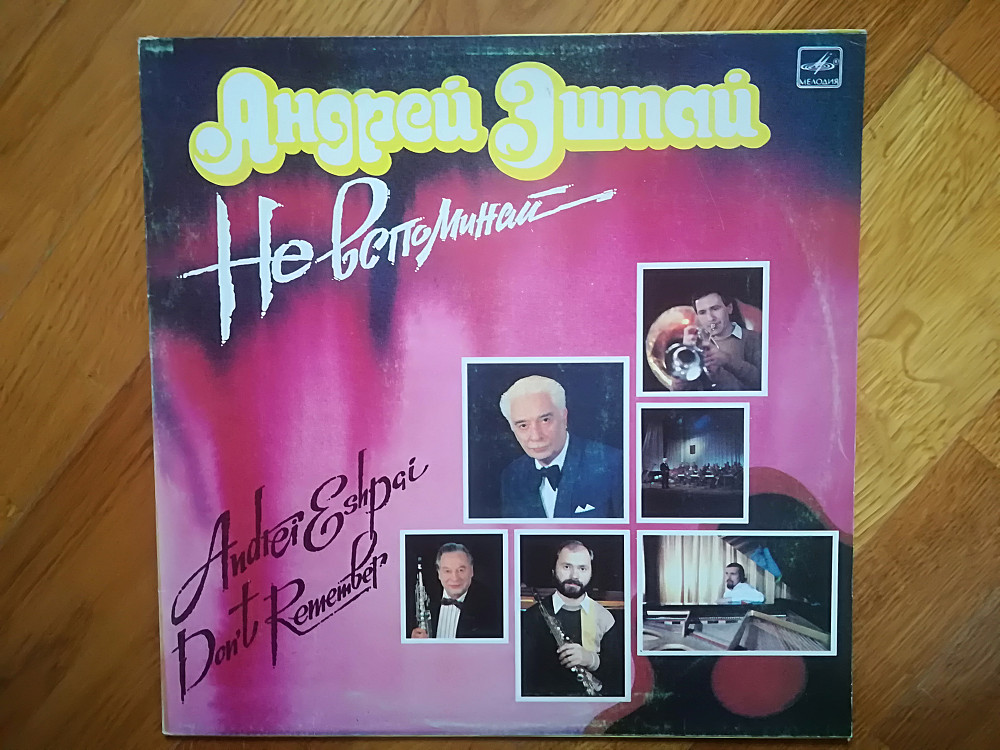 Андрей Эшпай
МЕЛОДИЯ
Не вспоминай
Andrei Eshpai
Don't Remember